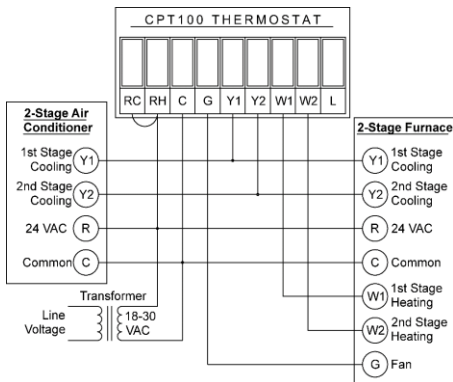 CPT100 THERMOSTAT
RC RH C G Y1 Y2 W1 W2 L
2-Stage Air
Conditioner
1st Stage
Cooling
Y1
2nd Stage
Cooling
Y2
24 VAC
R
Common
C
Transformer
Line
Voltage
18-30
VAC
2-Stage Furnace
Y1
1st Stage
Cooling
Y2
2nd Stage
Cooling
R
24 VAC
C
Common
W1
1st Stage
Heating
W2
2nd Stage
Heating
G
Fan